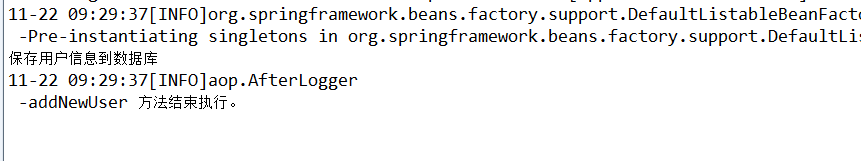 11-22 09:29:37[INFO]org.springframework.beans.factory.support.DefaultListableBeanFacto
-Pre-instantiating singletons in org.springframework.beans.factory.support.DefaultLis
保存用户信息到数据库
11-22 09:29:37[INFO]aop.AfterLogger
-addNewUser 方法结束执行。